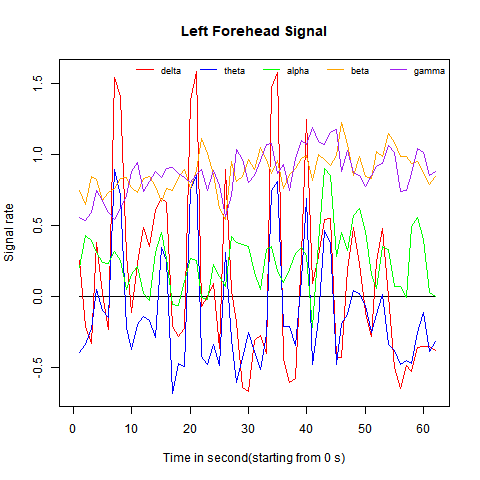 Left Forehead Signal
delta theta alpha beta gamma
Signal rate
1.5
1.0
0.5
0.0
-0.5
0 10 20 30 40 50 60
Time in second(starting from 0 s)